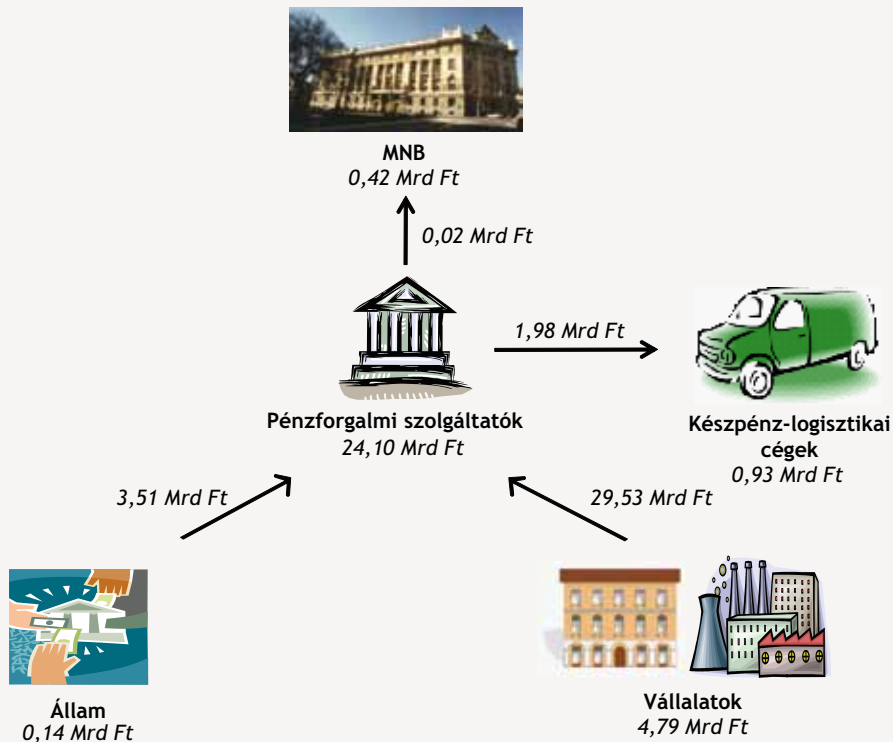 MNB
0,42 Mrd Ft
0,02 Mrd Ft
1,98 Mrd Ft
Pénzforgalmi szolgáltatók
24,10 Mrd Ft
Készpénz-logisztikai
cégek
0,93 Mrd Ft
3,51 Mrd Ft
29,53 Mrd Ft
Állam
0,14 Mrd Ft
Vállalatok
4,79 Mrd Ft